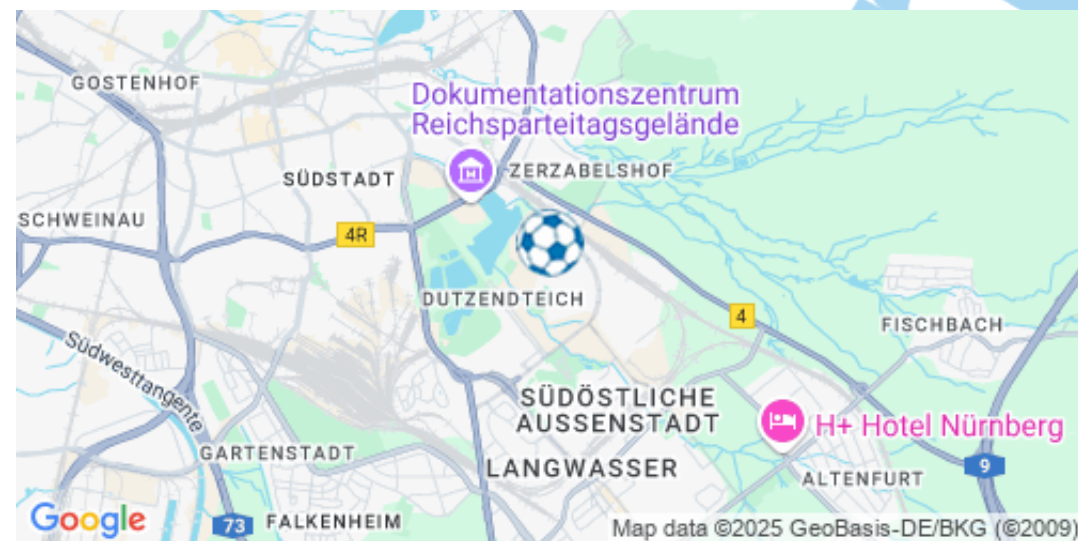 GOSTENHOF
Dokumentationszentrum
Reichsparteitagsgelände
SÜDSTADT
ZERZABELSHOF
SCHWEINAU
4R
DUTZENDTEICH
4
FISCHBACH
Südwesttangente
SÜDÖSTLICHE
AUSSENSTADT
H+ Hotel Nürnberg
GARTENSTADT
LANGWASSER
9
ALTENFURT
Google
73
FALKENHEIM
Map data ©2025 GeoBasis-DE/BKG (©2009)